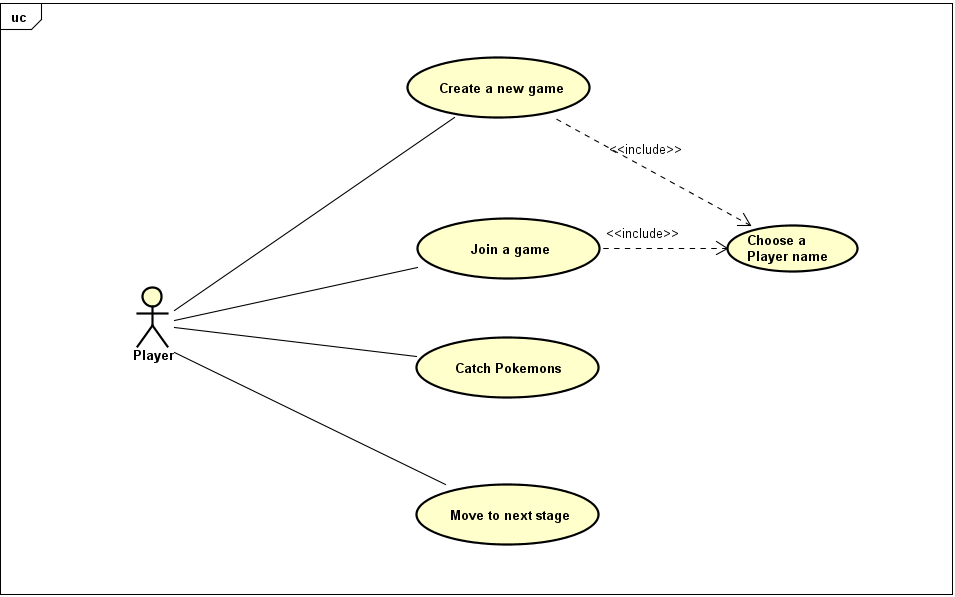 uc
Create a new game
<<include>>
Join a game
<<include>>
Choose a
Player name
Player
Catch Pokemons
Move to next stage